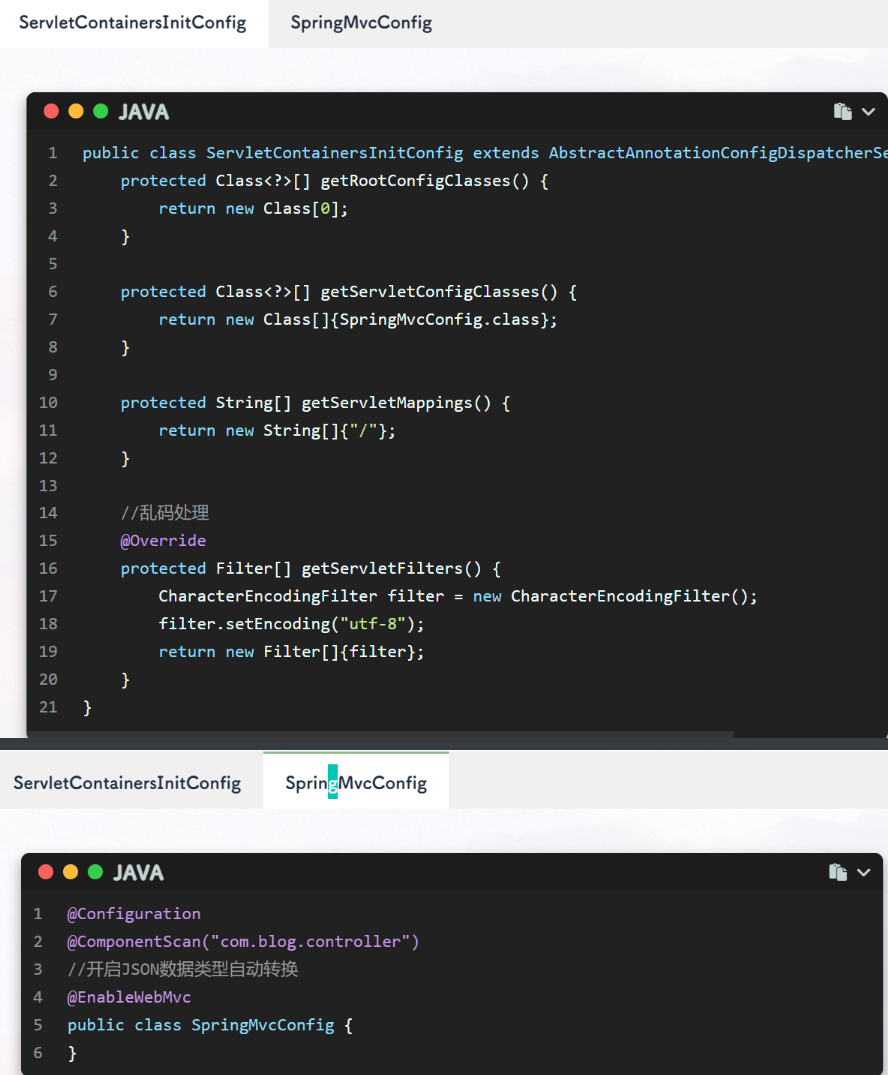 ServletContainersInitConfig SpringMvcConfig
JAVA
1 public class ServletContainersInitConfig extends AbstractAnnotationConfigDispatcherSe
2     protected Class<?>[] getRootConfigClasses() {
3         return new Class[0];
4     }
5
6     protected Class<?>[] getServletConfigClasses() {
7         return new Class[]{SpringMvcConfig.class};
8     }
9
10     protected String[] getServletMappings() {
11         return new String[]{"/"};
12     }
13
14     //乱码处理
15     @Override
16     protected Filter[] getServletFilters() {
17         CharacterEncodingFilter filter = new CharacterEncodingFilter();
18         filter.setEncoding("utf-8");
19         return new Filter[]{filter};
20     }
21 }
ServletContainersInitConfig SpringMvcConfig
JAVA
1 @Configuration
2 @ComponentScan("com.blog.controller")
3 //开启JSON数据类型自动转换
4 @EnableWebMvc
5 public class SpringMvcConfig {
6 }